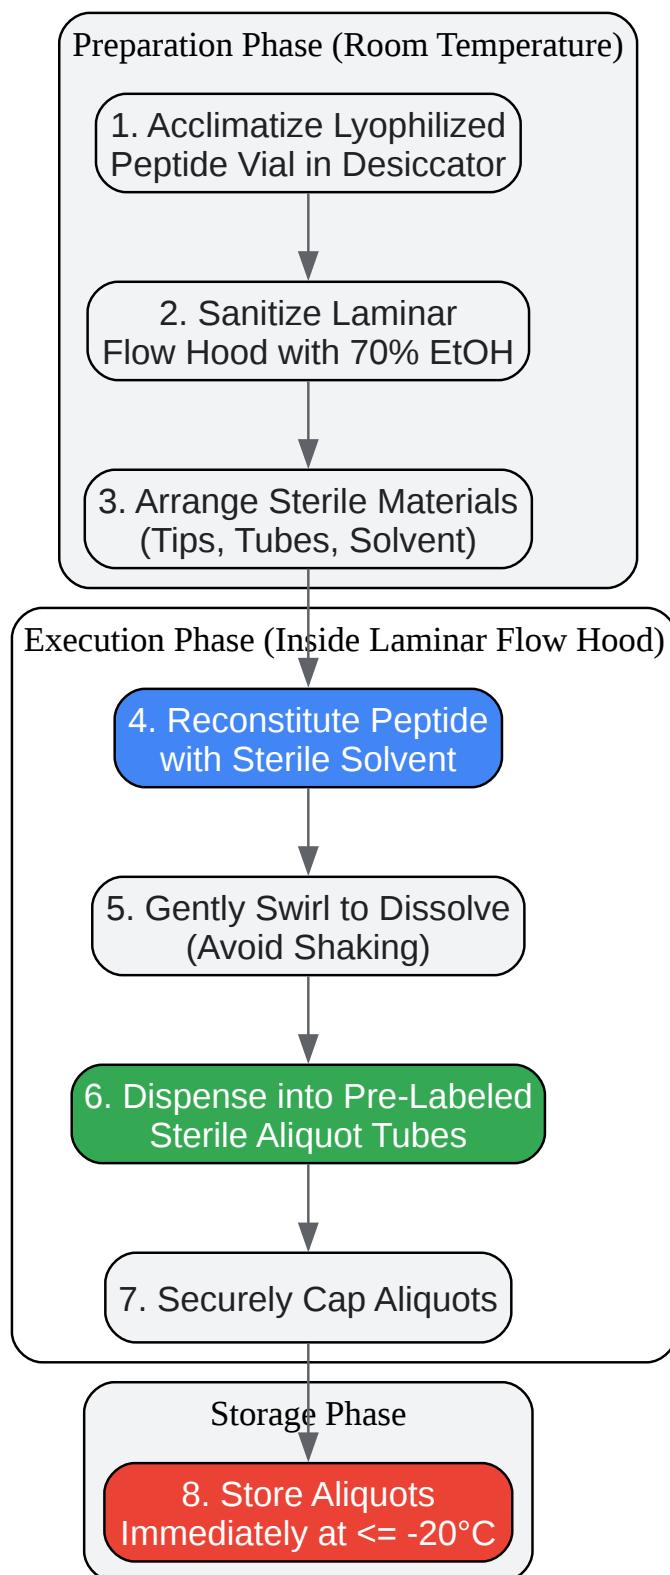 Preparation Phase (Room Temperature)
1. Acclimatize Lyophilized
Peptide Vial in Desiccator
2. Sanitize Laminar
Flow Hood with 70% EtOH
3. Arrange Sterile Materials
(Tips, Tubes, Solvent)
Execution Phase (Inside Laminar Flow Hood)
4. Reconstitute Peptide
with Sterile Solvent
5. Gently Swirl to Dissolve
(Avoid Shaking)
6. Dispense into Pre-Labeled
Sterile Aliquot Tubes
7. Securely Cap Aliquots
Storage Phase
8. Store Aliquots
Immediately at <= -20°C